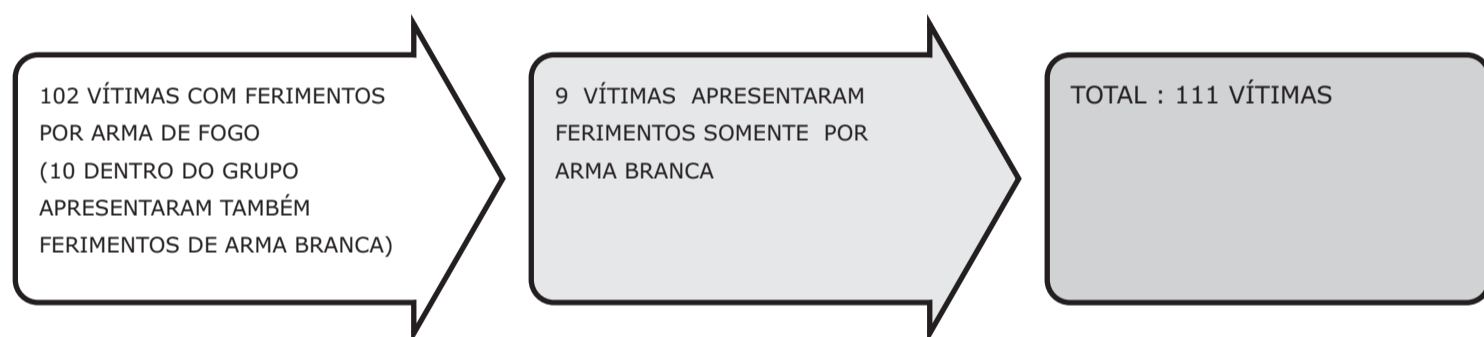 102 VÍTIMAS COM FERIMENTOS
POR ARMA DE FOGO
(10 DENTRO DO GRUPO
APRESENTARAM TAMBÉM
FERIMENTOS DE ARMA BRANCA)
9 VÍTIMAS APRESENTARAM
FERIMENTOS SOMENTE POR
ARMA BRANCA
TOTAL : 111 VÍTIMAS